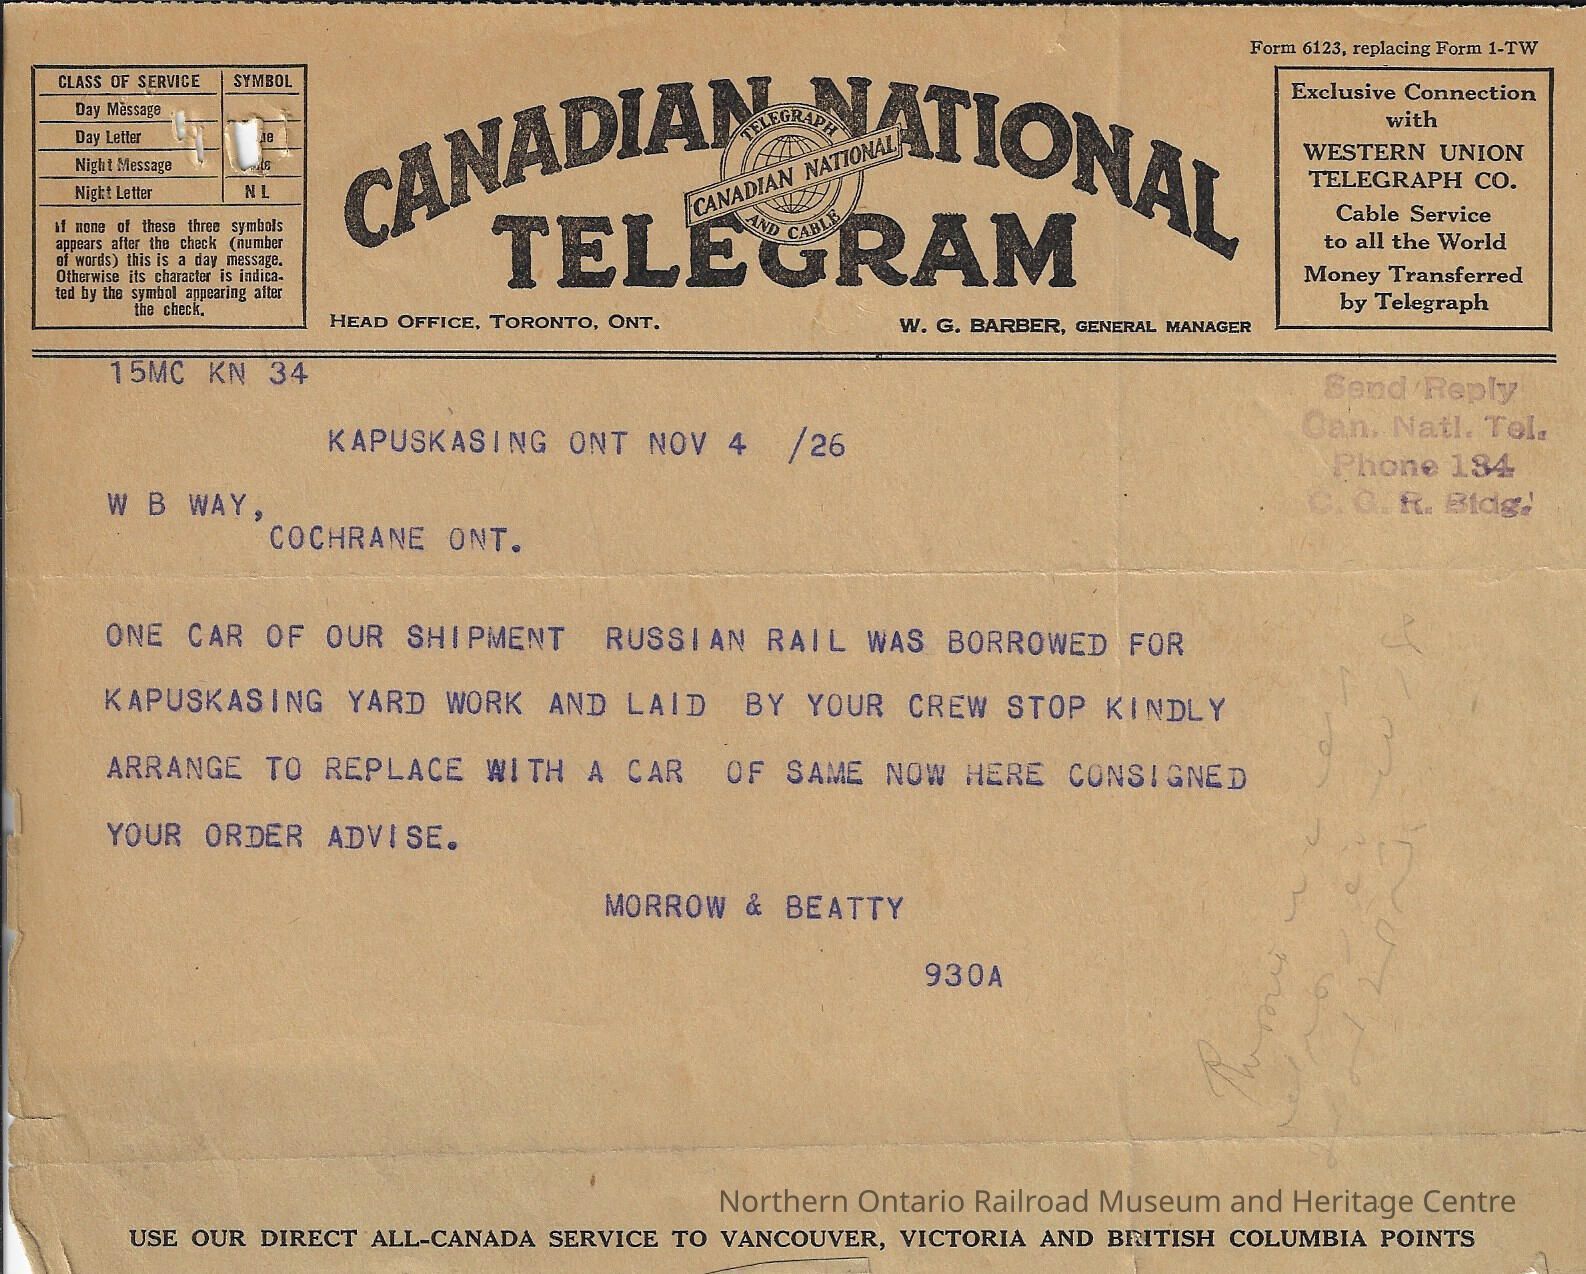 Form 6123, replacing Form 1-TW
CLASS OF SERVICE SYMBOL
Day Message
Day Letter
Night Message
Night Letter N L
If none of these three symbols
appears after the check (number
of words) this is a day message.
Otherwise its character is indica-
ted by the symbol appearing after
the check.
CANADIAN NATIONAL
TELEGRAM
TELEGRAPH
CANADIAN NATIONAL
AND CABLE
HEAD OFFICE, TORONTO, ONT.
W. G. BARBER, GENERAL MANAGER
Exclusive Connection
with
WESTERN UNION
TELEGRAPH CO.
Cable Service
to all the World
Money Transferred
by Telegraph
15MC KN 34
Send Reply
Can. Natl. Tel.
Phone 134
C. G. R. Bldg.
KAPUSKASING ONT NOV 4 /26
W B WAY,
COCHRANE ONT.
ONE CAR OF OUR SHIPMENT RUSSIAN RAIL WAS BORROWED FOR
KAPUSKASING YARD WORK AND LAID BY YOUR CREW STOP KINDLY
ARRANGE TO REPLACE WITH A CAR OF SAME NOW HERE CONSIGNED
YOUR ORDER ADVISE.
MORROW & BEATTY
930A
Northern Ontario Railroad Museum and Heritage Centre
USE OUR DIRECT ALL-CANADA SERVICE TO VANCOUVER, VICTORIA AND BRITISH COLUMBIA POINTS